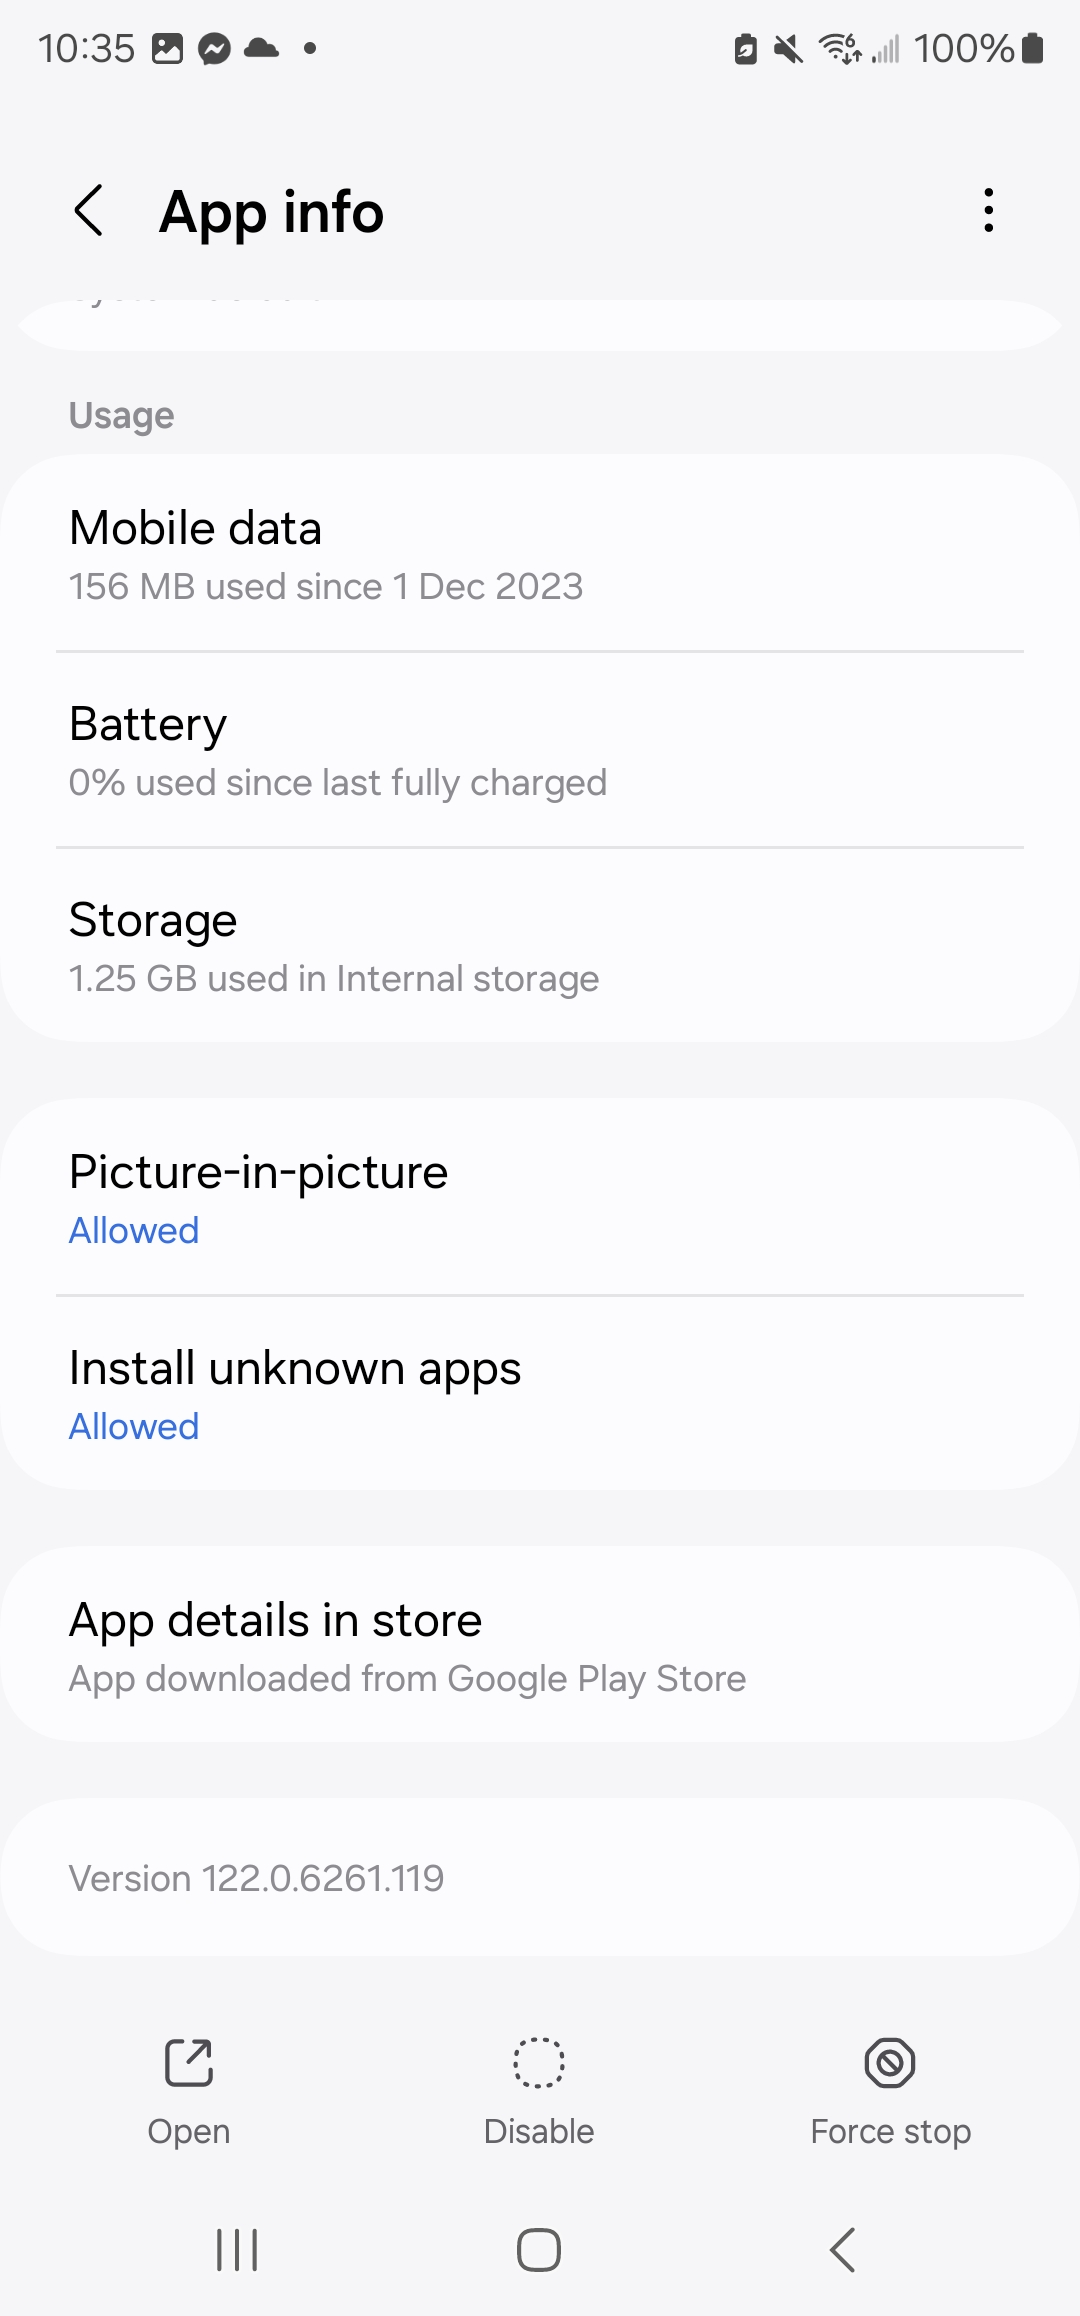 10:35
100%
App info
Usage
Mobile data
156 MB used since 1 Dec 2023
Battery
0% used since last fully charged
Storage
1.25 GB used in Internal storage
Picture-in-picture
Allowed
Install unknown apps
Allowed
App details in store
App downloaded from Google Play Store
Version 122.0.6261.119
Open
Disable
Force stop